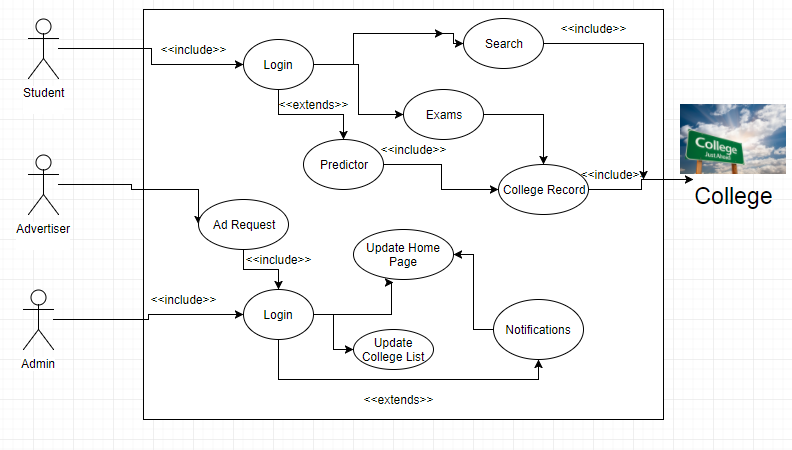 <<include>>
<<include>>
Search
Login
Student
<<extends>>
Exams
College
Just Ahead
<<include>>
Predictor
<<include>>
College Record
College
Advertiser
Ad Request
Update Home
Page
<<include>>
<<include>>
Login
Notifications
Update
College List
Admin
<<extends>>